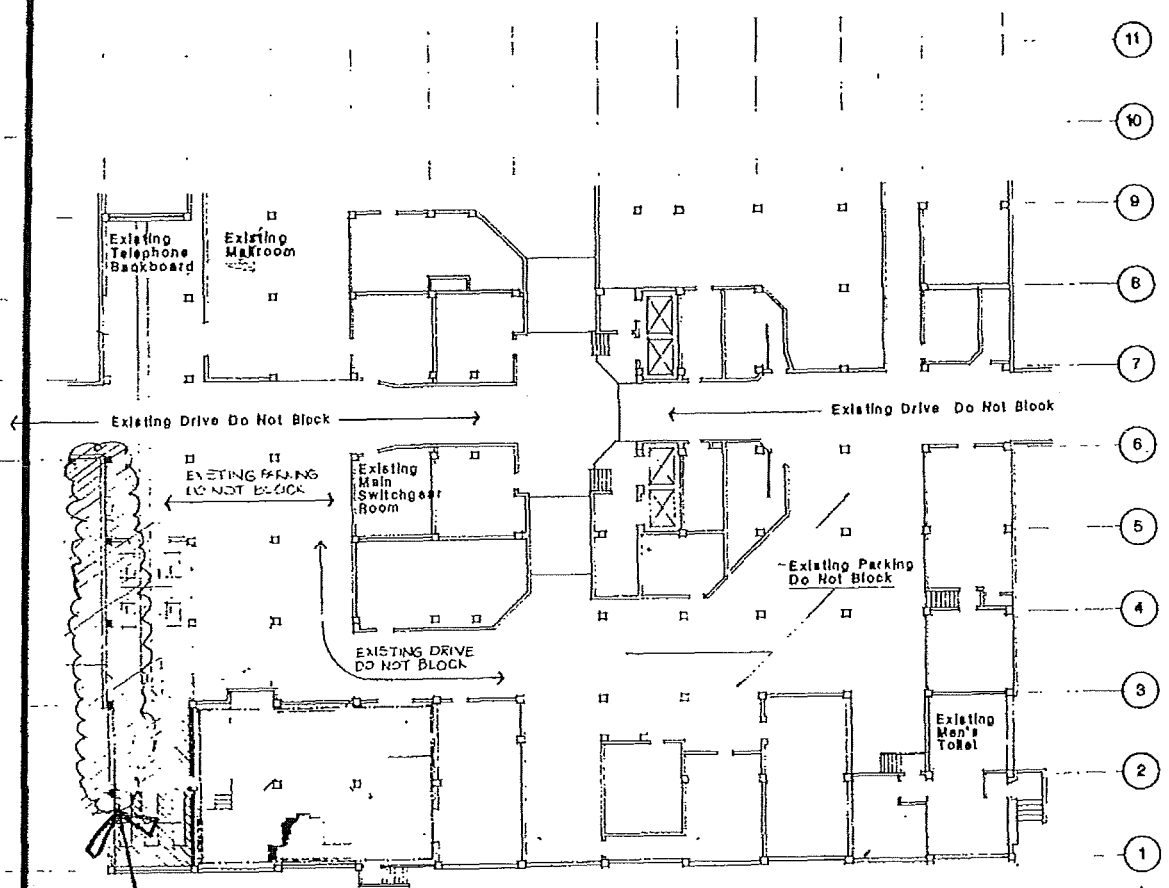 11
10
9
Existing
Telephone
Backboard
Existing
Mailroom
8
7
Existing Drive Do Not Block
Existing Drive Do Not Block
6
EXISTING PARKING
DO NOT BLOCK
Existing
Main
Switchgear
Room
5
Existing Parking
Do Not Block
4
EXISTING DRIVE
DO NOT BLOCK
3
Existing
Men's
Toilet
2
1